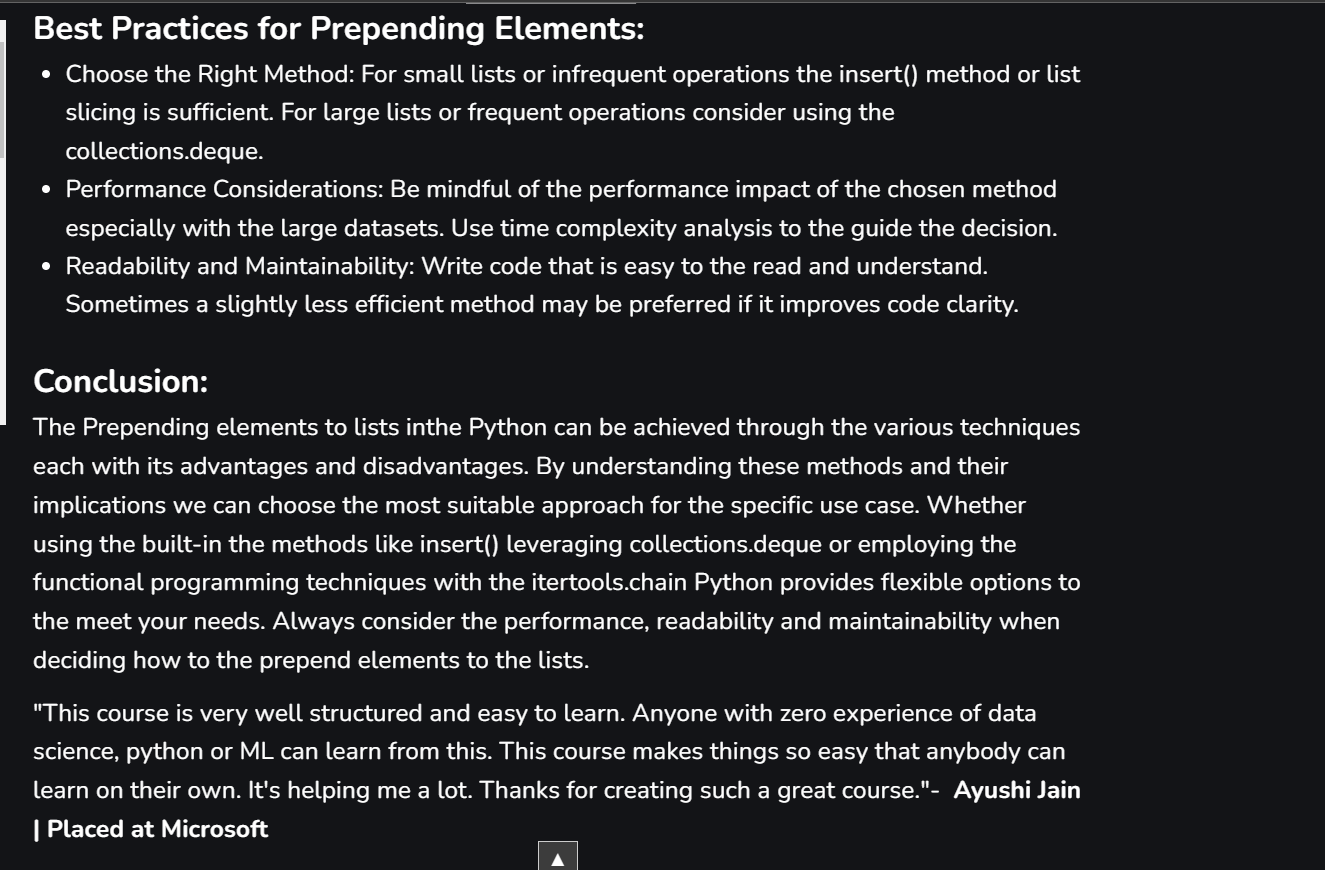 Best Practices for Prepending Elements:
Choose the Right Method: For small lists or infrequent operations the insert() method or list
slicing is sufficient. For large lists or frequent operations consider using the
collections.deque.
Performance Considerations: Be mindful of the performance impact of the chosen method
especially with the large datasets. Use time complexity analysis to the guide the decision.
Readability and Maintainability: Write code that is easy to the read and understand.
Sometimes a slightly less efficient method may be preferred if it improves code clarity.
Conclusion:
The Prepending elements to lists inthe Python can be achieved through the various techniques
each with its advantages and disadvantages. By understanding these methods and their
implications we can choose the most suitable approach for the specific use case. Whether
using the built-in the methods like insert() leveraging collections.deque or employing the
functional programming techniques with the itertools.chain Python provides flexible options to
the meet your needs. Always consider the performance, readability and maintainability when
deciding how to the prepend elements to the lists.
"This course is very well structured and easy to learn. Anyone with zero experience of data
science, python or ML can learn from this. This course makes things so easy that anybody can
learn on their own. It's helping me a lot. Thanks for creating such a great course."- Ayushi Jain
| Placed at Microsoft